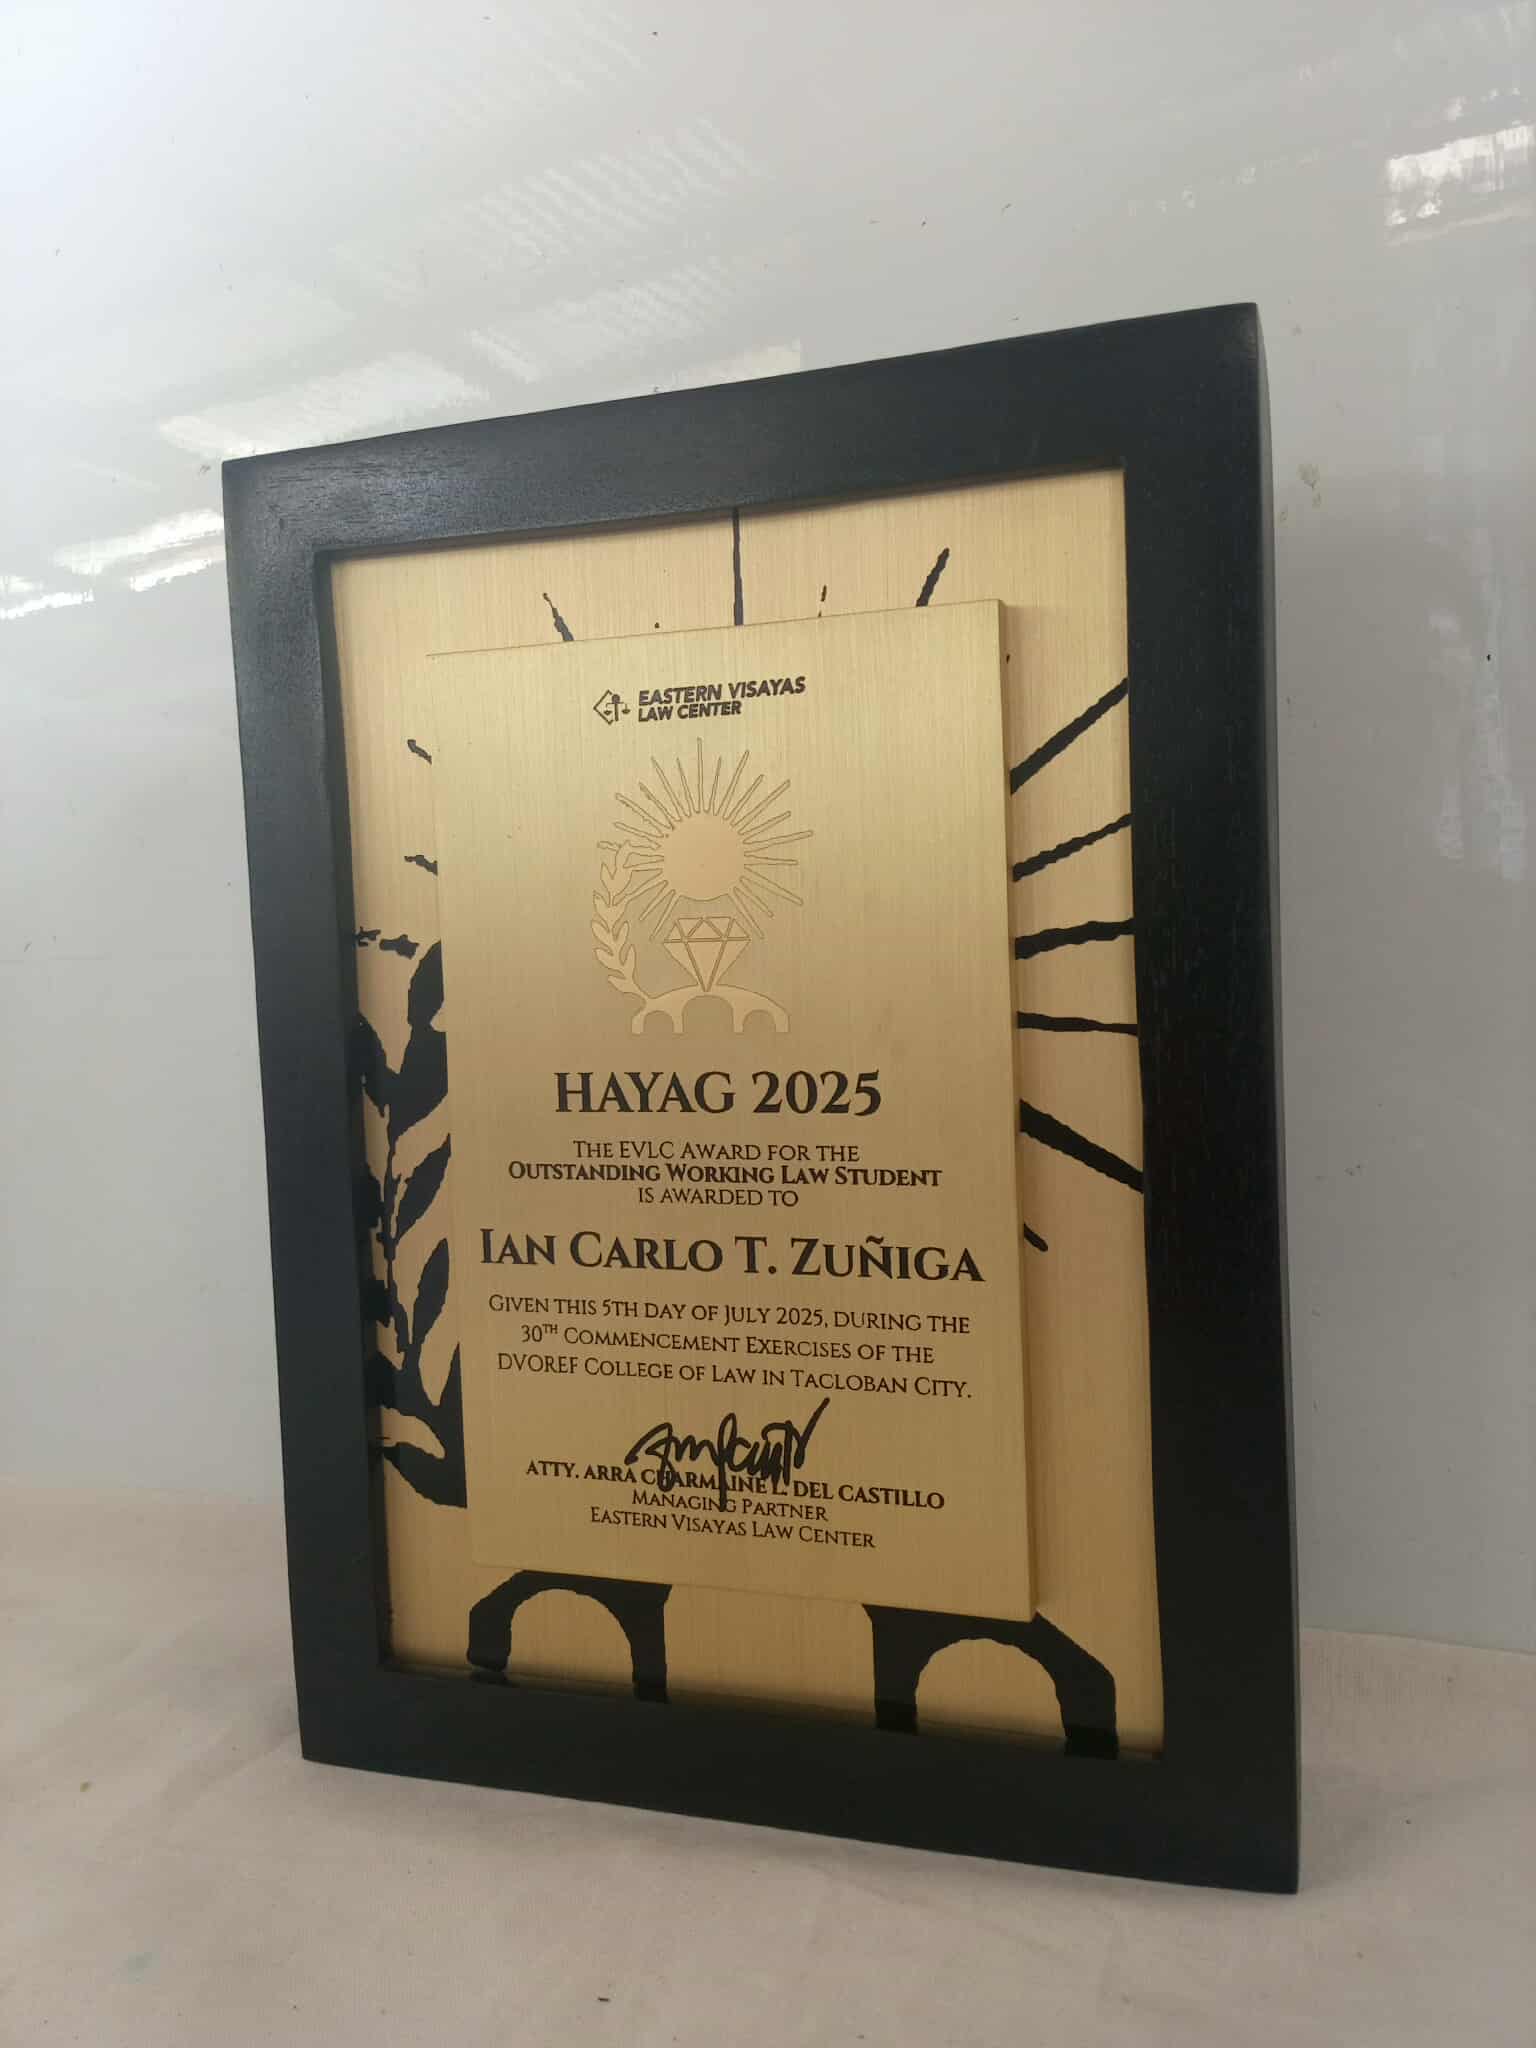 EASTERN VISAYAS
LAW CENTER
HAYAG 2025
THE EVLC AWARD FOR THE
OUTSTANDING WORKING LAW STUDENT
IS AWARDED TO
IAN CARLO T. ZUÑIGA
GIVEN THIS 5TH DAY OF JULY 2025, DURING THE
30TH COMMENCEMENT EXERCISES OF THE
DVOREF COLLEGE OF LAW IN TACLOBAN CITY.
ATTY. ARRA CHARMAINE L. DEL CASTILLO
MANAGING PARTNER
EASTERN VISAYAS LAW CENTER